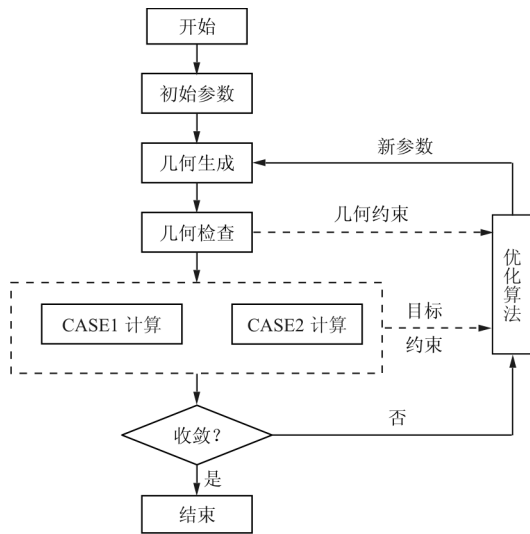 开始
初始参数
几何生成
新参数
几何检查
几何约束
优化算法
CASE1 计算
CASE2 计算
目标
约束
收敛？
否
是
结束